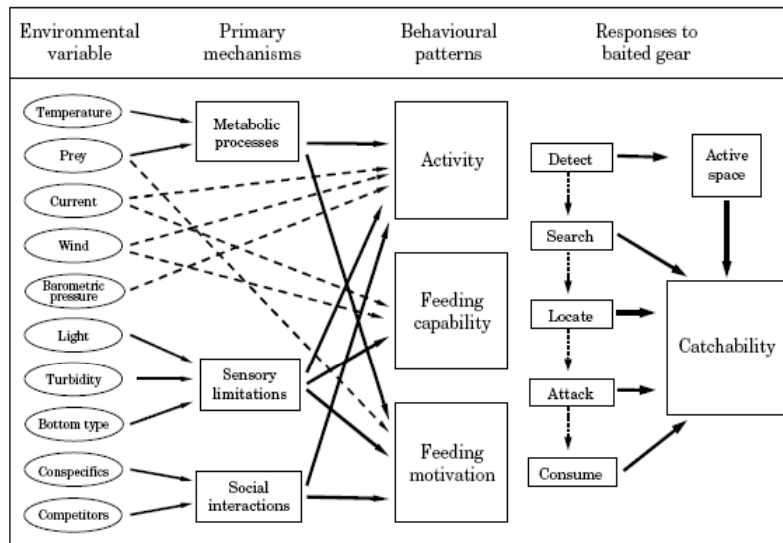 Environmental
variable
Primary
mechanisms
Behavioural
patterns
Responses to
baited gear
Temperature
Prey
Current
Wind
Barometric
pressure
Light
Turbidity
Bottom type
Conspecifics
Competitors
Metabolic
processes
Sensory
limitations
Social
interactions
Activity
Feeding
capability
Feeding
motivation
Detect
Search
Locate
Attack
Consume
Active
space
Catchability